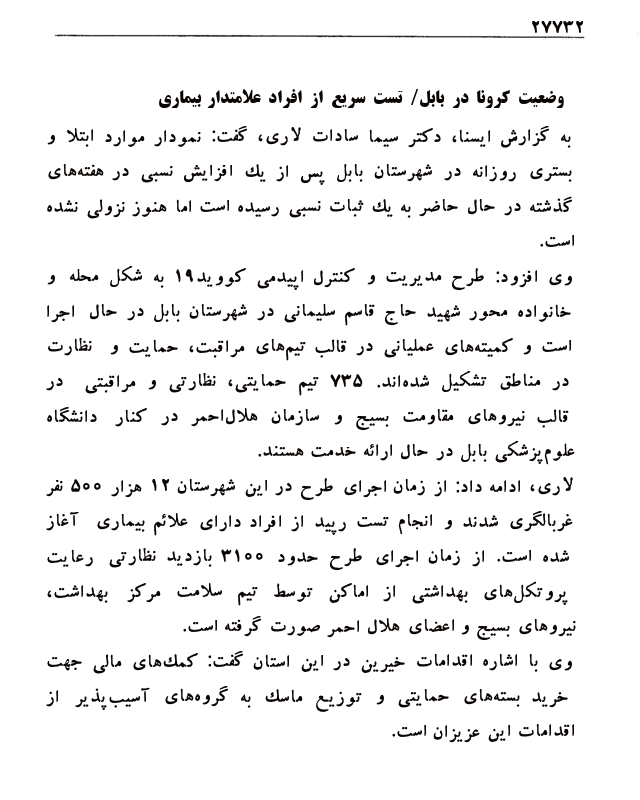 ۲۷۷۳۲
وضعیت کرونا در بابل/ تست سریع از افراد علامتدار بیماری
به گزارش ایسنا، دکتر سیما سادات لاری، گفت: نمودار موارد ابتلا و
بستری روزانه در شهرستان بابل پس از یك افزایش نسبی در هفته‌های
گذشته در حال حاضر به یك ثبات نسبی رسیده است اما هنوز نزولی نشده
است.
وی افزود: طرح مدیریت و کنترل اپیدمی کووید۱۹ به شکل محله و
خانواده محور شهید حاج قاسم سلیمانی در شهرستان بابل در حال اجرا
است و کمیته‌های عملیاتی در قالب تیم‌های مراقبت، حمایت و نظارت
در مناطق تشکیل شده‌اند. ۷۳۵ تیم حمایتی، نظارتی و مراقبتی در
قالب نیروهای مقاومت بسیج و سازمان هلال‌احمر در کنار دانشگاه
علوم‌پزشکی بابل در حال ارائه خدمت هستند.
لاری، ادامه داد: از زمان اجرای طرح در این شهرستان ۱۲ هزار ۵۰۰ نفر
غربالگری شدند و انجام تست رپید از افراد دارای علائم بیماری آغاز
شده است. از زمان اجرای طرح حدود ۳۱۰۰ بازدید نظارتی رعایت
پروتکل‌های بهداشتی از اماکن توسط تیم سلامت مرکز بهداشت،
نیروهای بسیج و اعضای هلال احمر صورت گرفته است.
وی با اشاره اقدامات خیرین در این استان گفت: کمك‌های مالی جهت
خرید بسته‌های حمایتی و توزیع ماسك به گروه‌های آسیب‌پذیر از
اقدامات این عزیزان است.